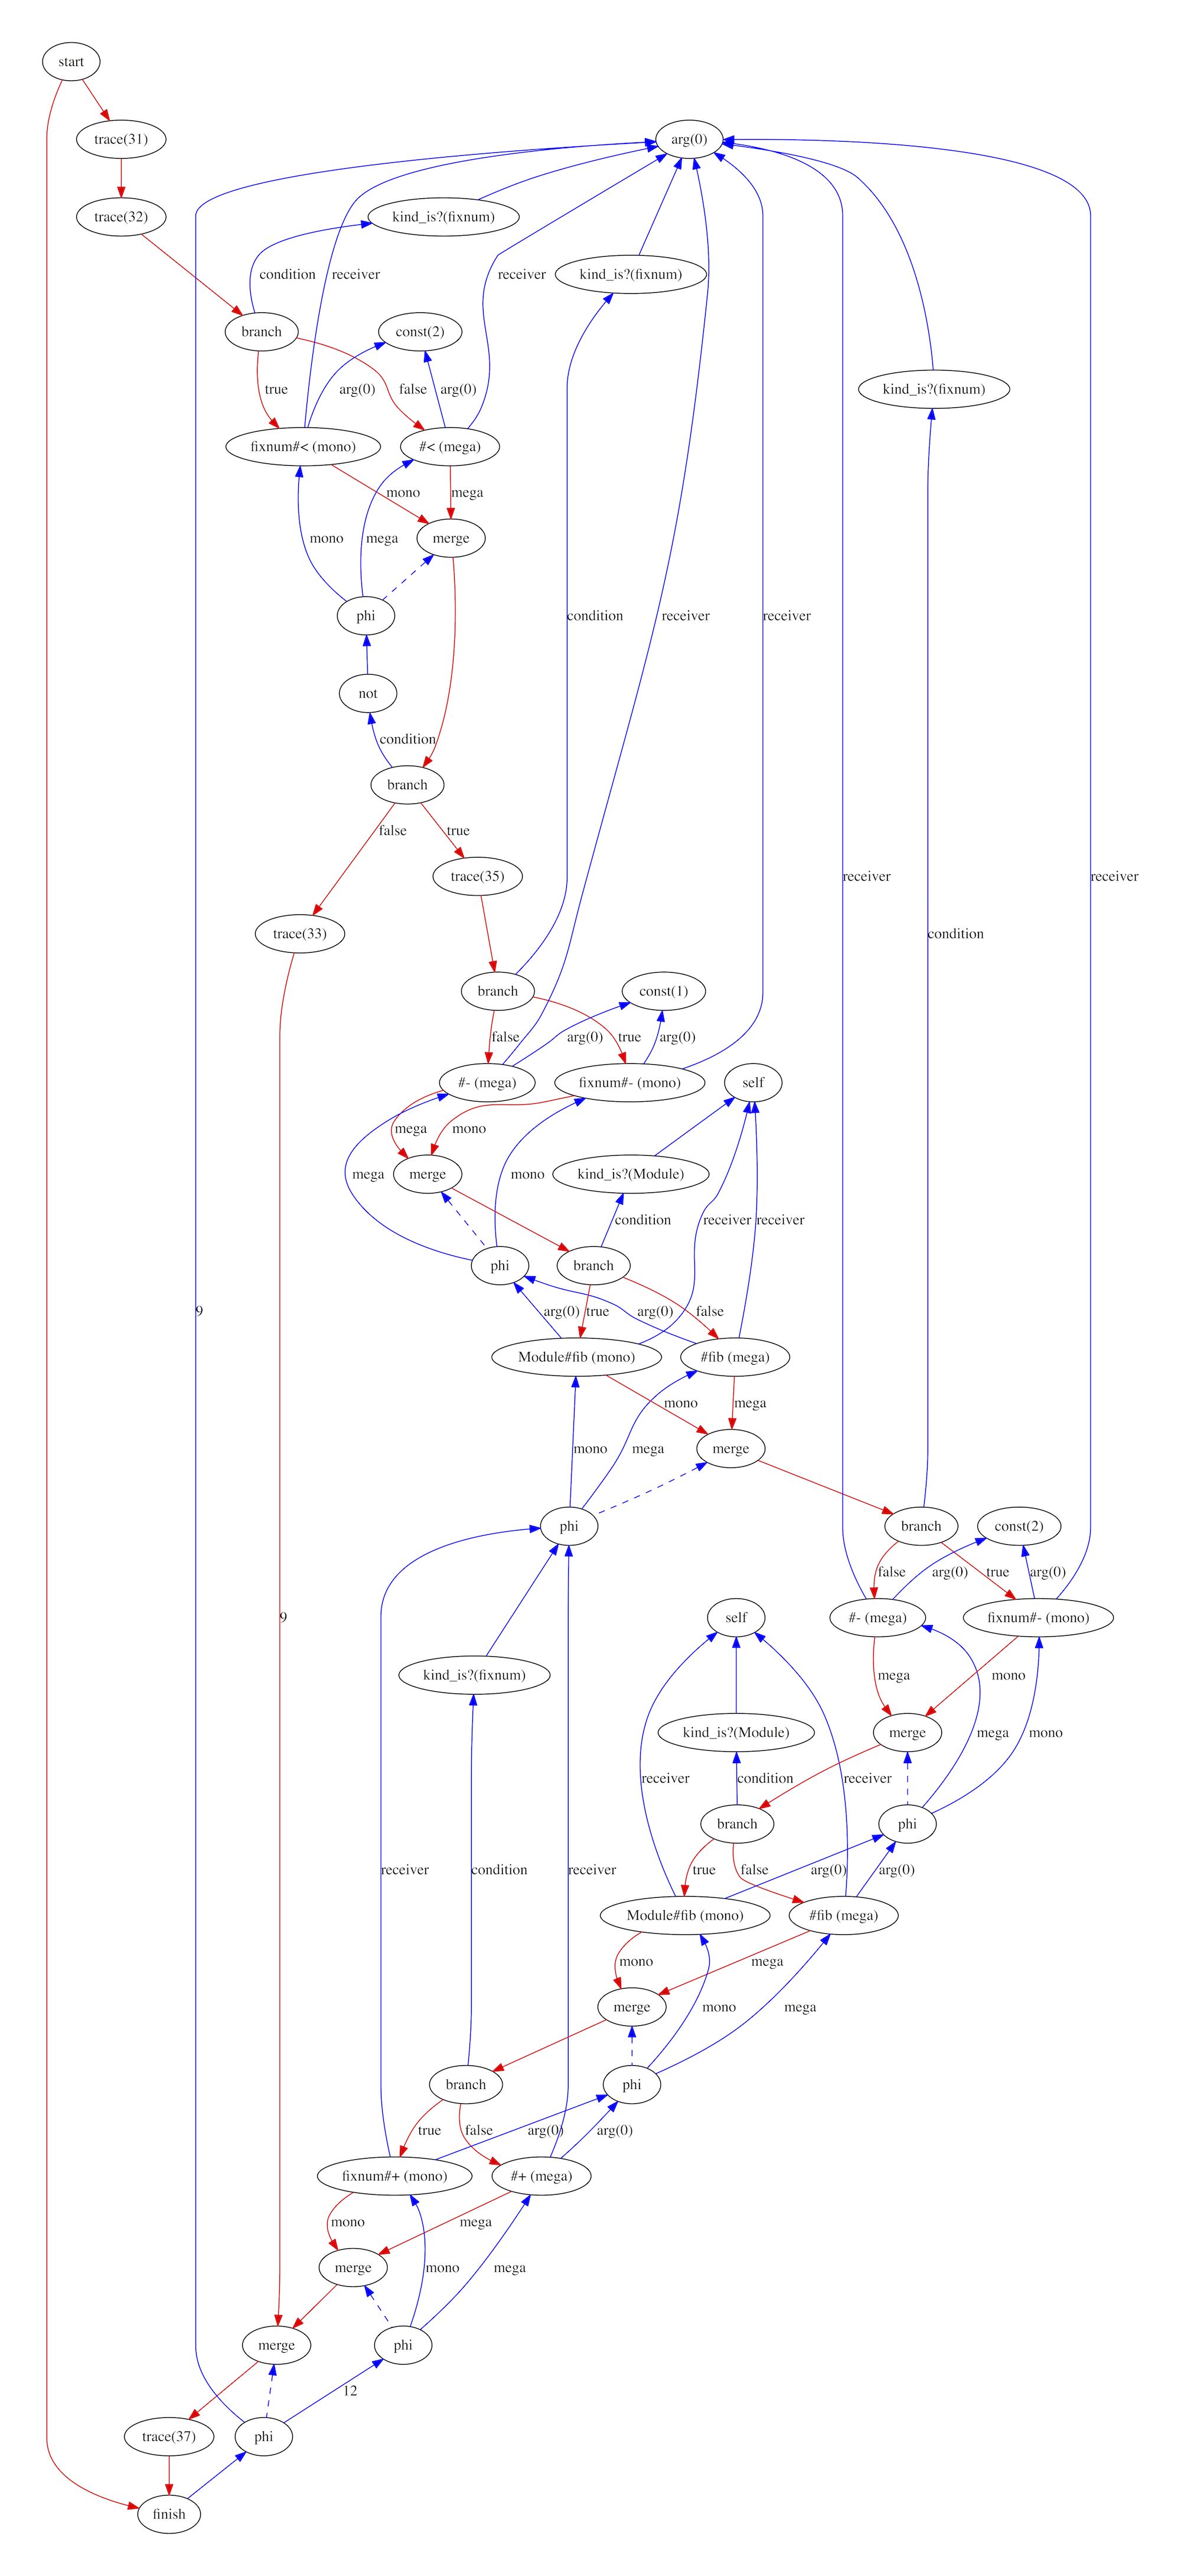 start
trace(31)
arg(0)
trace(32)
kind_is?(fixnum)
condition
receiver
receiver
kind_is?(fixnum)
branch
const(2)
true
arg(0)
false
arg(0)
kind_is?(fixnum)
fixnum#< (mono)
#< (mega)
mono
mega
mono
mega
merge
phi
condition
receiver
receiver
not
condition
branch
false
true
trace(35)
receiver
receiver
trace(33)
condition
branch
const(1)
false
arg(0)
true
arg(0)
#- (mega)
fixnum#- (mono)
self
mega
mono
mega
merge
mono
kind_is?(Module)
condition
receiver
receiver
phi
branch
9
arg(0)
true
arg(0)
false
Module#fib (mono)
#fib (mega)
mono
mega
mono
mega
merge
phi
branch
const(2)
false
arg(0)
true
arg(0)
9
self
#- (mega)
fixnum#- (mono)
kind_is?(fixnum)
mega
mono
kind_is?(Module)
merge
mega
mono
receiver
condition
receiver
branch
phi
receiver
condition
receiver
true
false
arg(0)
arg(0)
Module#fib (mono)
#fib (mega)
mono
mega
merge
mono
mega
branch
phi
true
false
arg(0)
arg(0)
fixnum#+ (mono)
#+ (mega)
mono
mega
merge
mono
mega
merge
phi
12
trace(37)
phi
finish